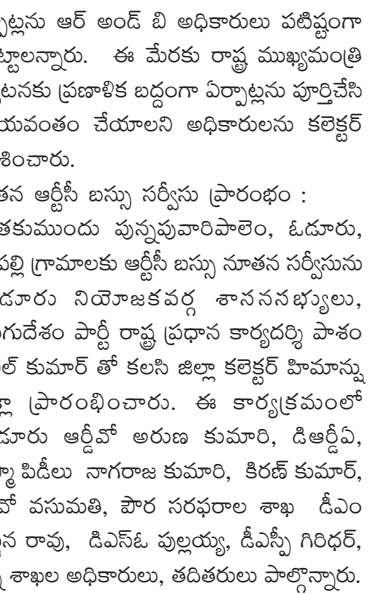 ర్పాట్లను ఆర్ అండ్ బి అధికారులు పటిష్టంగా
ట్టాలన్నారు. ఈ మేరకు రాష్ట్ర ముఖ్యమంత్రి
టనకు ప్రణాళిక బద్దంగా ఏర్పాట్లను పూర్తిచేసి
యవంతం చేయాలని అధికారులను కలెక్టర్
శించారు.
తన ఆర్టీసీ బస్సు సర్వీసు ప్రారంభం :
తకుముందు పున్నపువారిపాలెం, ఓడూరు,
పల్లి గ్రామాలకు ఆర్టీసీ బస్సు నూతన సర్వీసును
డూరు నియోజకవర్గ శాసనసభ్యులు,
గుదేశం పార్టీ రాష్ట్ర ప్రధాన కార్యదర్శి పాశం
ల్ కుమార్ తో కలసి జిల్లా కలెక్టర్ హిమాన్షు
క్లా ప్రారంభించారు. ఈ కార్యక్రమంలో
డూరు ఆర్డీవో అరుణ కుమారి, డిఆర్డీఏ,
మా పిడీలు నాగరాజ కుమారి, కిరణ్ కుమార్,
వో వసుమతి, పౌర సరఫరాల శాఖ డీఎం
న రావు, డిఎస్ఓ పుల్లయ్య, డీఎస్పీ గిరిధర్,
శాఖల అధికారులు, తదితరులు పాల్గొన్నారు.